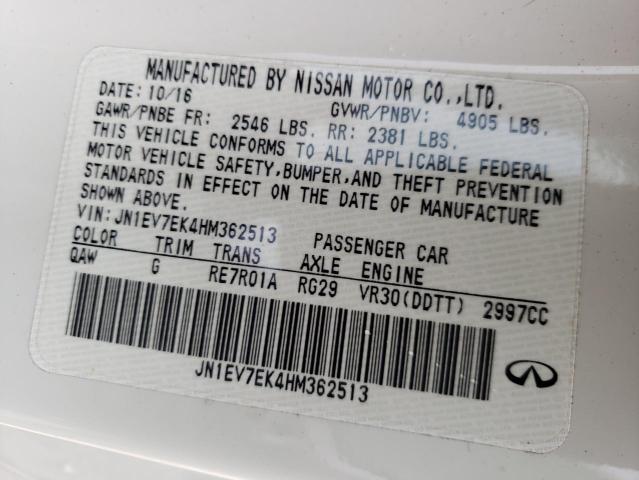 MANUFACTURED BY NISSAN MOTOR CO.,LTD.
DATE: 10/16 GVWR/PNBV: 4905 LBS.
GAWR/PNBE FR: 2546 LBS. RR: 2381 LBS.
THIS VEHICLE CONFORMS TO ALL APPLICABLE FEDERAL
MOTOR VEHICLE SAFETY,BUMPER,AND THEFT PREVENTION
STANDARDS IN EFFECT ON THE DATE OF MANUFACTURE
SHOWN ABOVE.
VIN:JN1EV7EK4HM362513 PASSENGER CAR
COLOR TRIM TRANS AXLE ENGINE
QAW G RE7R01A RG29 VR30(DDTT) 2997CC
JN1EV7EK4HM362513